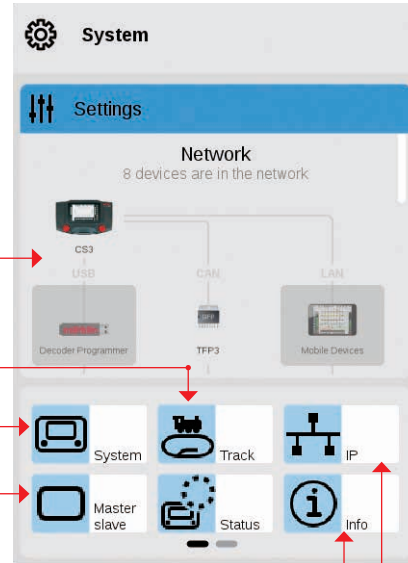 System
Settings
Network
8 devices are in the network
CS3
USB CAN LAN
Decoder Programmer TFP3 Mobile Devices
System Track IP
Master
slave Status Info